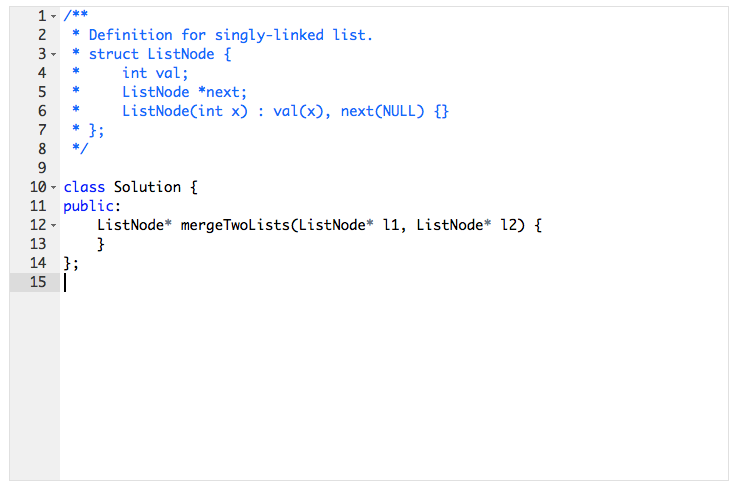 1 /**
2  * Definition for singly-linked list.
3  * struct ListNode {
4  *     int val;
5  *     ListNode *next;
6  *     ListNode(int x) : val(x), next(NULL) {}
7  * };
8  */
9
10 class Solution {
11 public:
12     ListNode* mergeTwoLists(ListNode* l1, ListNode* l2) {
13     }
14 };
15